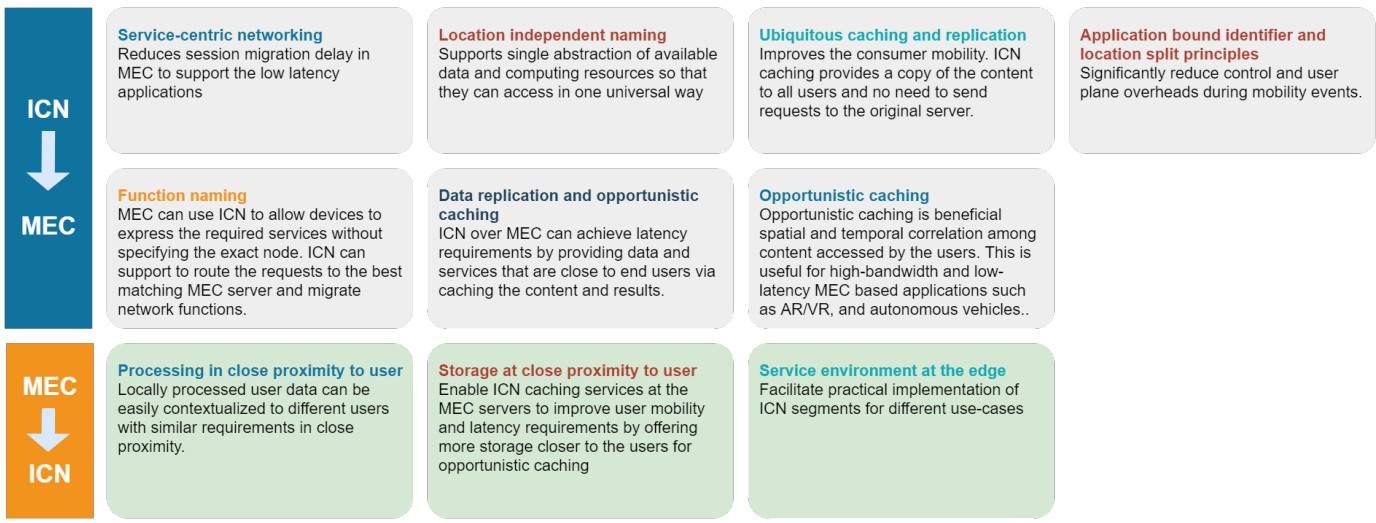 ICN
MEC
Service-centric networking
Reduces session migration delay in
MEC to support the low latency
applications
Location independent naming
Supports single abstraction of available
data and computing resources so that
they can access in one universal way
Ubiquitous caching and replication
Improves the consumer mobility. ICN
caching provides a copy of the content
to all users and no need to send
requests to the original server.
Application bound identifier and
location split principles
Significantly reduce control and user
plane overheads during mobility events.
Function naming
MEC can use ICN to allow devices to
express the required services without
specifying the exact node. ICN can
support to route the requests to the best
matching MEC server and migrate
network functions.
Data replication and opportunistic
caching
ICN over MEC can achieve latency
requirements by providing data and
services that are close to end users via
caching the content and results.
Opportunistic caching
Opportunistic caching is beneficial
spatial and temporal correlation among
content accessed by the users. This is
useful for high-bandwidth and low-
latency MEC based applications such
as AR/VR, and autonomous vehicles..
MEC
ICN
Processing in close proximity to user
Locally processed user data can be
easily contextualized to different users
with similar requirements in close
proximity.
Storage at close proximity to user
Enable ICN caching services at the
MEC servers to improve user mobility
and latency requirements by offering
more storage closer to the users for
opportunistic caching
Service environment at the edge
Facilitate practical implementation of
ICN segments for different use-cases